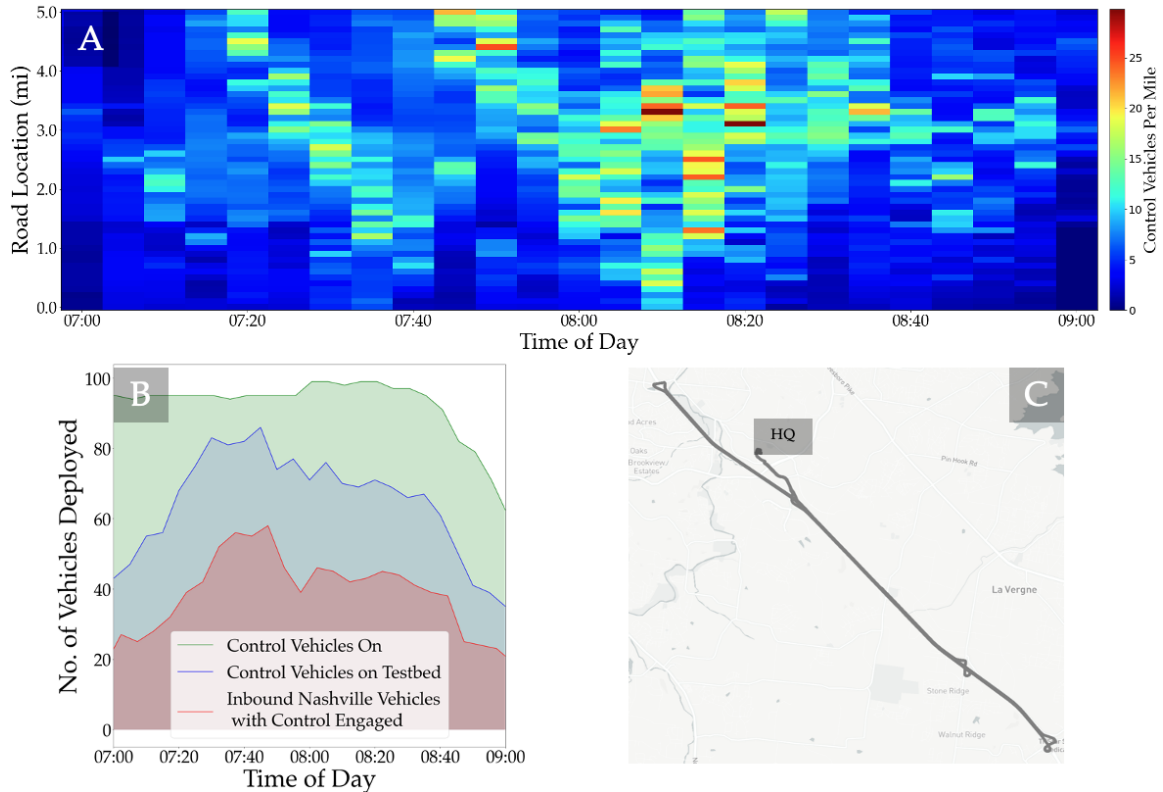 A
5.0
4.0
3.0
2.0
1.0
0.0
Road Location (mi)
07:00
07:20
07:40
08:00
08:20
08:40
09:00
Time of Day
25
20
15
10
5
0
Control Vehicles Per Mile
B
100
80
60
40
20
0
No. of Vehicles Deployed
Control Vehicles On
Control Vehicles on Testbed
Inbound Nashville Vehicles
with Control Engaged
07:00
07:20
07:40
08:00
08:20
08:40
09:00
Time of Day
C
HQ
Oaks
Brookview/
Estates
Pin Hook Rd
La Vergne
Stone Ridge
Walnut Ridge